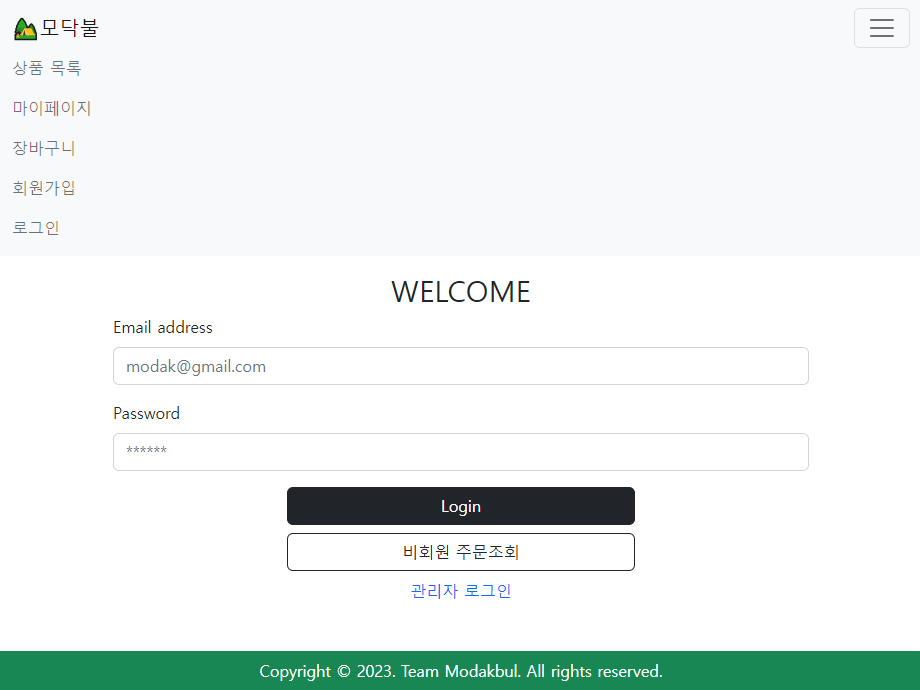 모닥불
상품 목록
마이페이지
장바구니
회원가입
로그인
WELCOME
Email address
modak@gmail.com
Password
******
Login
비회원 주문조회
관리자 로그인
Copyright © 2023. Team Modakbul. All rights reserved.